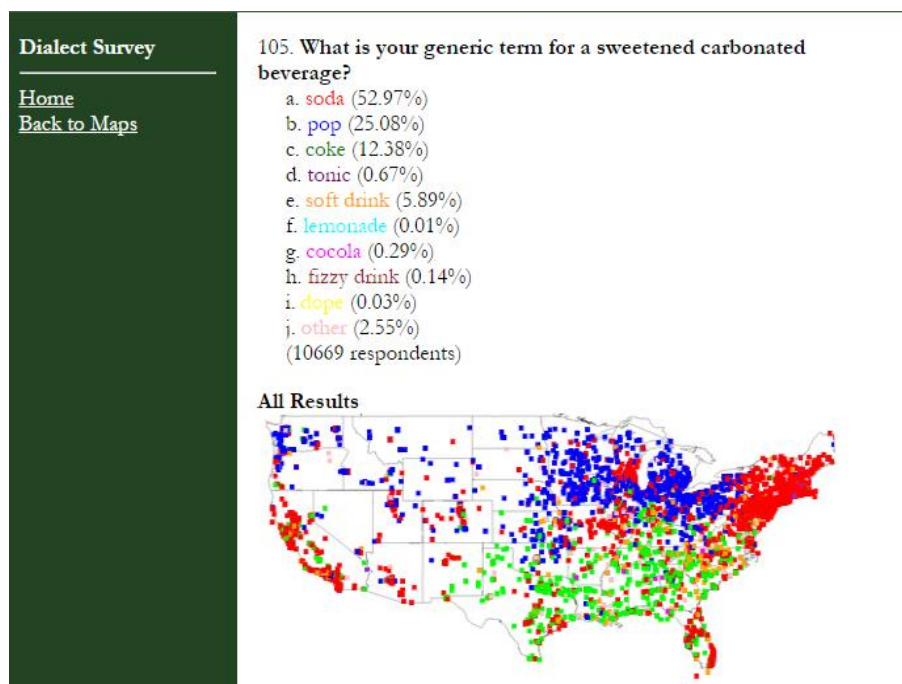 Dialect Survey
Home
Back to Maps
105. What is your generic term for a sweetened carbonated
beverage?
a. soda (52.97%)
b. pop (25.08%)
c. coke (12.38%)
d. tonic (0.67%)
e. soft drink (5.89%)
f. lemonade (0.01%)
g. cocola (0.29%)
h. fizzy drink (0.14%)
i. dope (0.03%)
j. other (2.55%)
(10669 respondents)
All Results